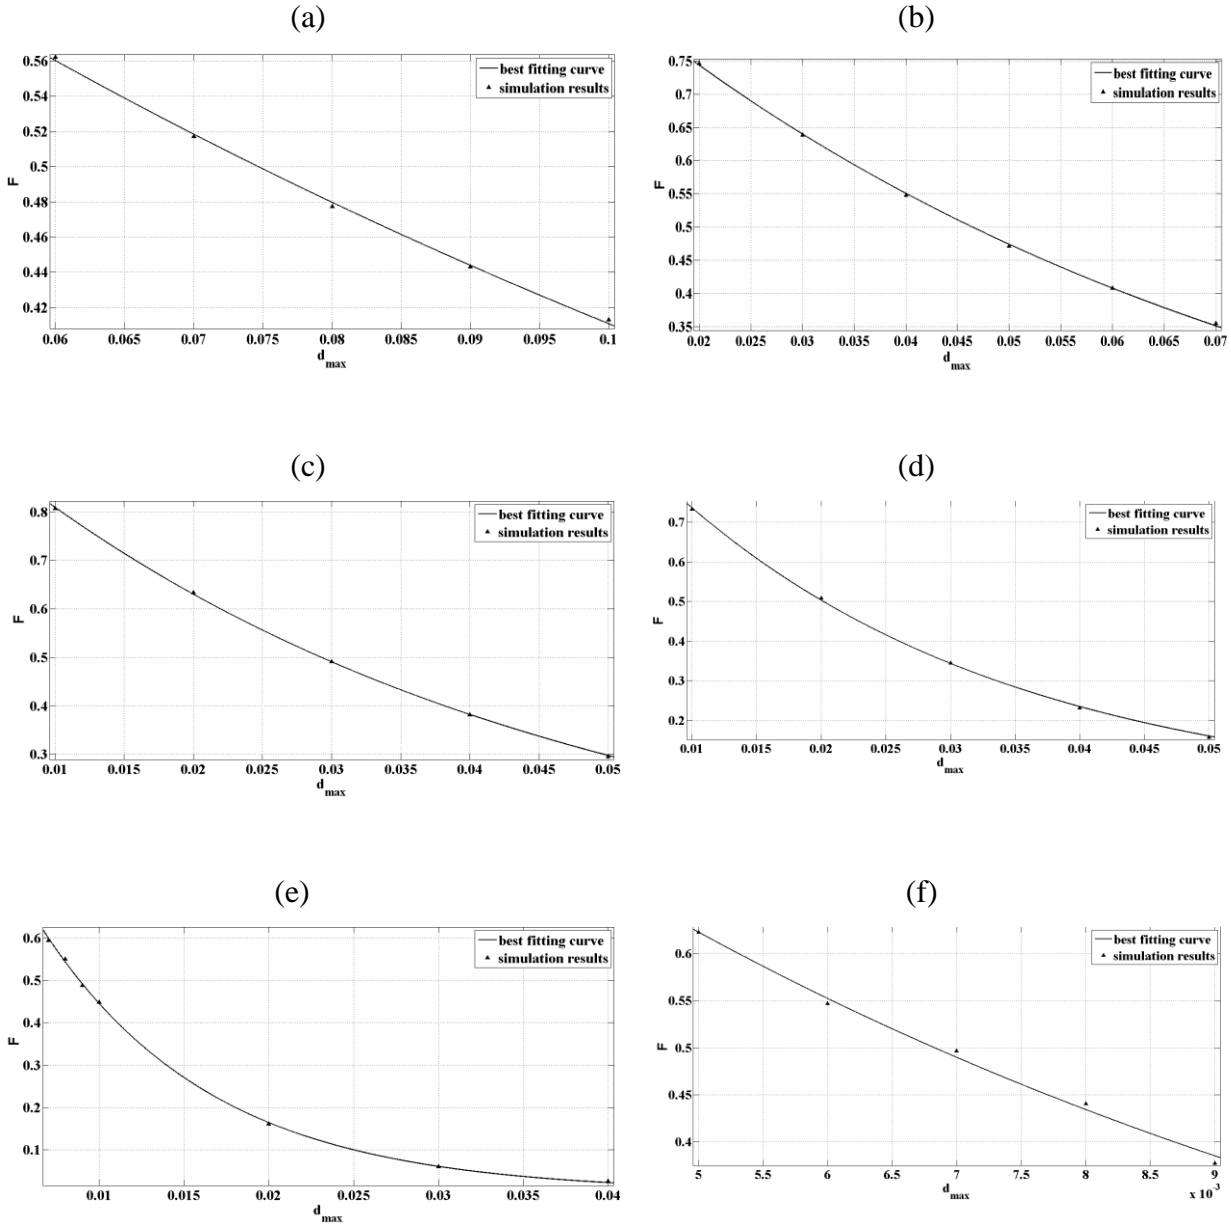 (a)
(b)
0.56
0.54
0.52
0.5
0.48
0.46
0.44
0.42
F
best fitting curve
simulation results
0.06 0.065 0.07 0.075 0.08 0.085 0.09 0.095 0.1
d_max
0.75
0.7
0.65
0.6
0.55
0.5
0.45
0.4
0.35
F
best fitting curve
simulation results
0.02 0.025 0.03 0.035 0.04 0.045 0.05 0.055 0.06 0.065 0.07
d_max
(c)
(d)
0.8
0.7
0.6
0.5
0.4
0.3
F
best fitting curve
simulation results
0.01 0.015 0.02 0.025 0.03 0.035 0.04 0.045 0.05
d_max
0.7
0.6
0.5
0.4
0.3
0.2
F
best fitting curve
simulation results
0.01 0.015 0.02 0.025 0.03 0.035 0.04 0.045 0.05
d_max
(e)
(f)
0.6
0.5
0.4
0.3
0.2
0.1
F
best fitting curve
simulation results
0.01 0.015 0.02 0.025 0.03 0.035 0.04
d_max
0.6
0.55
0.5
0.45
0.4
F
best fitting curve
simulation results
5 5.5 6 6.5 7 7.5 8 8.5 9
d_max
x 10^-3